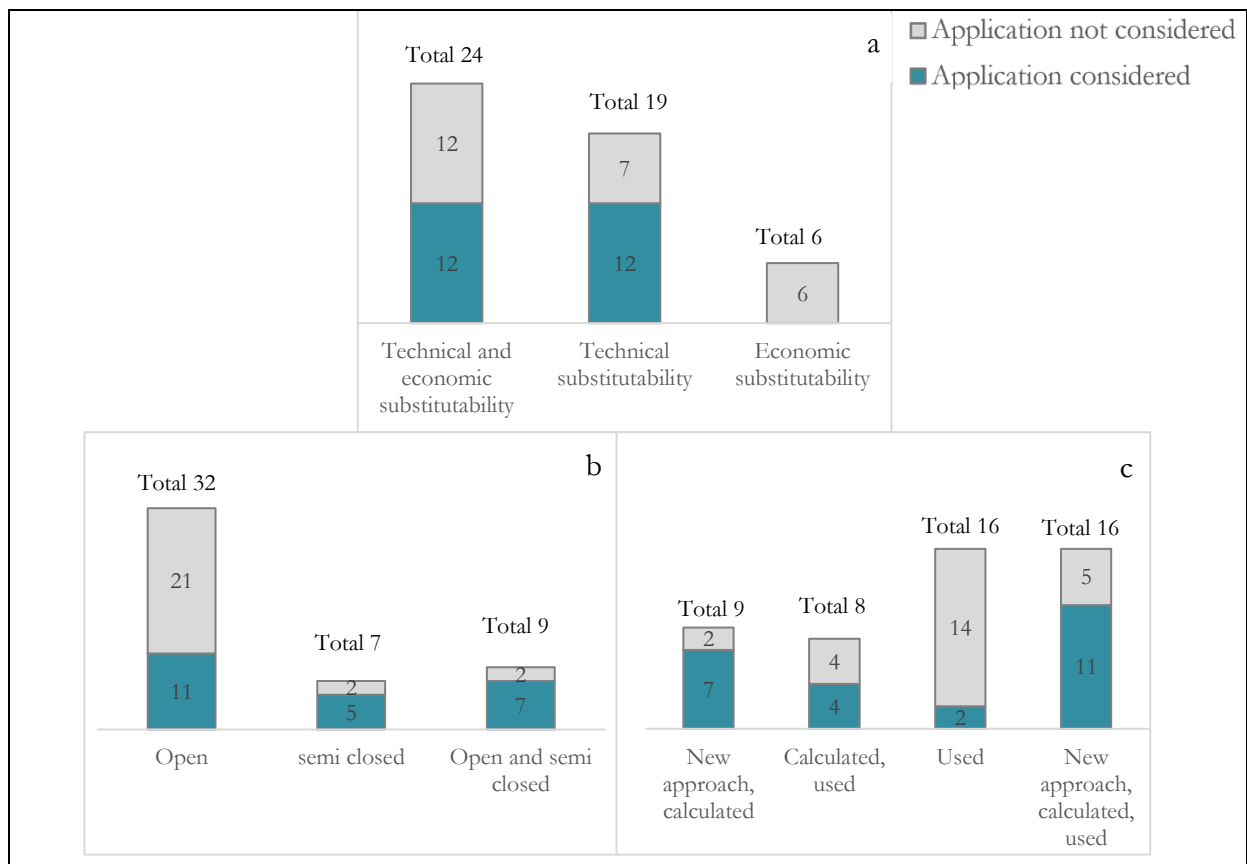 a
Application not considered
Application considered
Total 24
Total 19
Total 6
12
7
12
12
6
Technical and
economic
substitutability
Technical
substitutability
Economic
substitutability
b
Total 32
Total 7
Total 9
21
2
2
11
5
7
Open
semi closed
Open and semi
closed
c
Total 9
Total 8
Total 16
Total 16
2
4
14
5
7
4
2
11
New
approach,
calculated
Calculated,
used
Used
New
approach,
calculated,
used